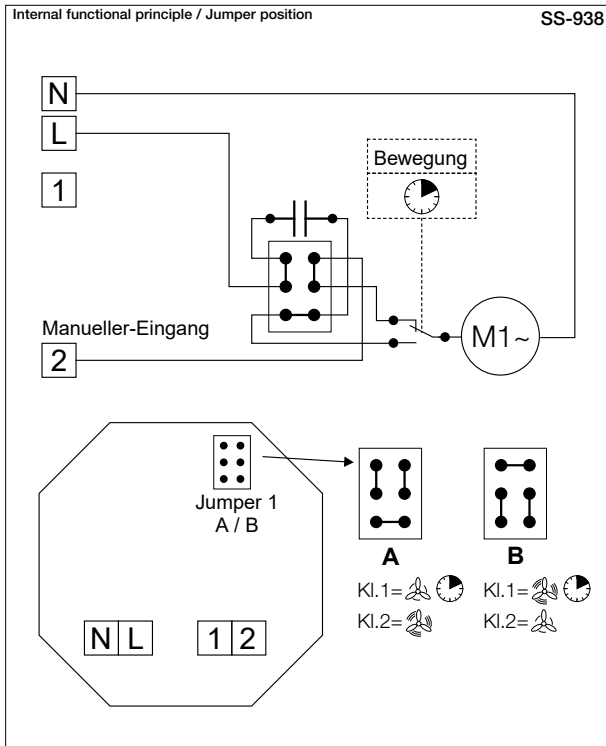 Internal functional principle / Jumper position
SS-938
N
L
1
Bewegung
Manueller-Eingang
2
M1~
Jumper 1
A / B
A
B
Kl.1=
Kl.2=
Kl.1=
Kl.2=
N L
1 2